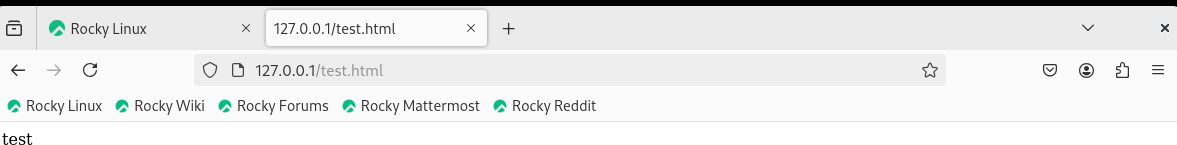 Rocky Linux 127.0.0.1/test.html
127.0.0.1/test.html
Rocky Linux Rocky Wiki Rocky Forums Rocky Mattermost Rocky Reddit
test